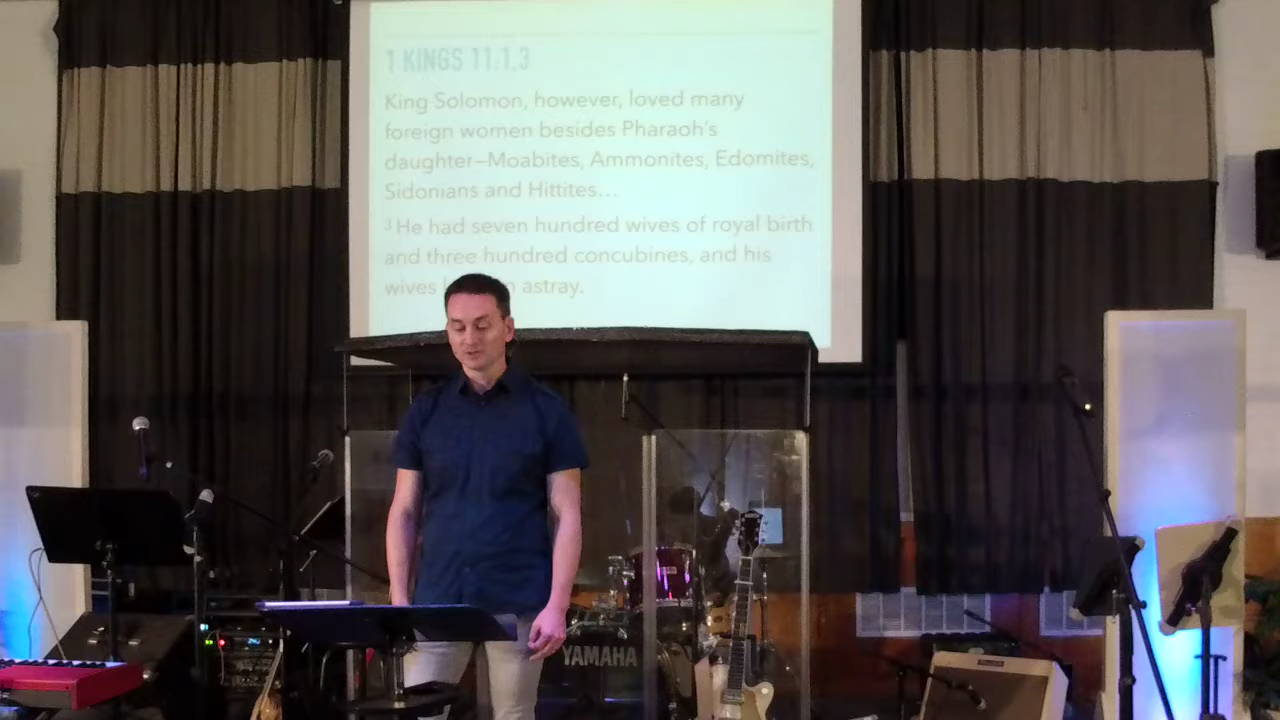 1 KINGS 11:1,3
King Solomon, however, loved many
foreign women besides Pharaoh's
daughter—Moabites, Ammonites, Edomites,
Sidonians and Hittites...
3 He had seven hundred wives of royal birth
and three hundred concubines, and his
wives astray.
YAMAHA